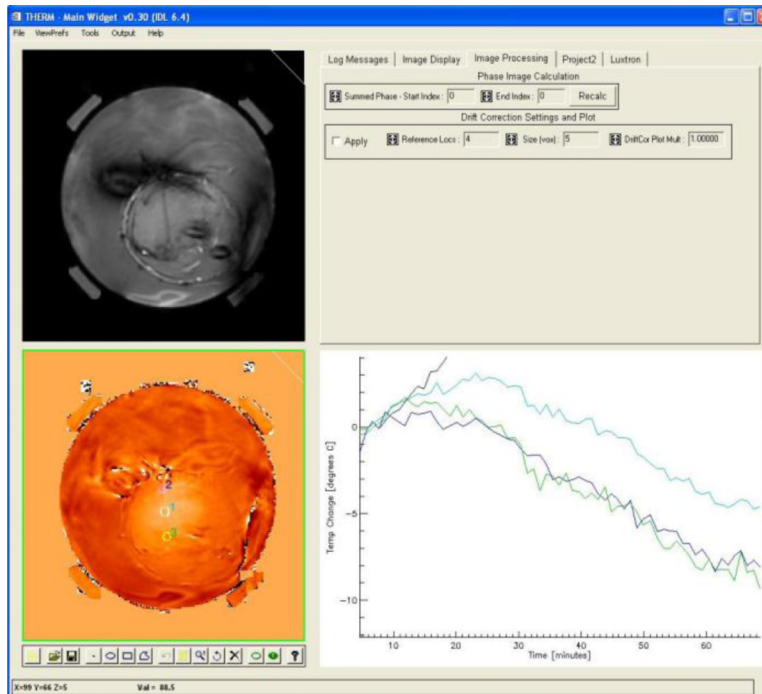 THERM - Main Widget v0.30 (IDL 6.4)
File ViewPrefs Tools Output Help
Log Messages Image Display Image Processing Project2 Luxtron
Phase Image Calculation
Summed Phase - Start Index : 0 End Index : 0 Recalc
Drift Correction Settings and Plot
Apply Reference Locs : 4 Size (vox) : 5 DriftCor Plot Mult : 1.00000
2
1
3
Temp Change [degrees C]
0
-5
-10
10 20 30 40 50 60
Time [minutes]
?
X=99 Y=66 Z=5 Val = 88.5